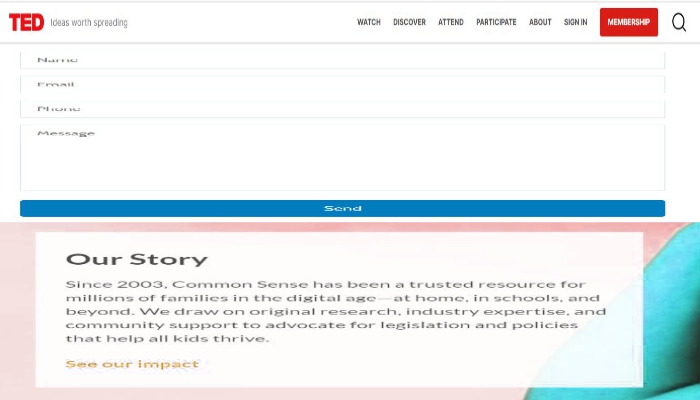 TED Ideas worth spreading WATCH DISCOVER ATTEND PARTICIPATE ABOUT SIGN IN MEMBERSHIP
Name
Email
Phone
Message
Send
Our Story
Since 2003, Common Sense has been a trusted resource for
millions of families in the digital age—at home, in schools, and
beyond. We draw on original research, industry expertise, and
community support to advocate for legislation and policies
that help all kids thrive.
See our impact